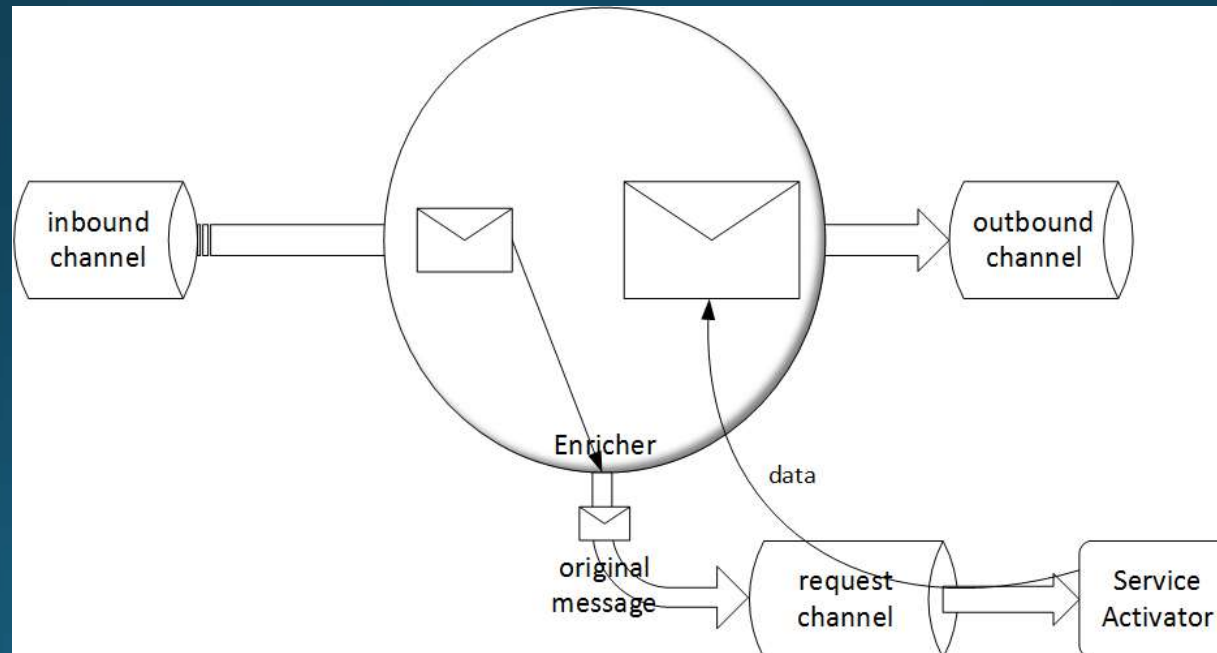 inbound
channel
outbound
channel
Enricher
data
original
message
request
channel
Service
Activator